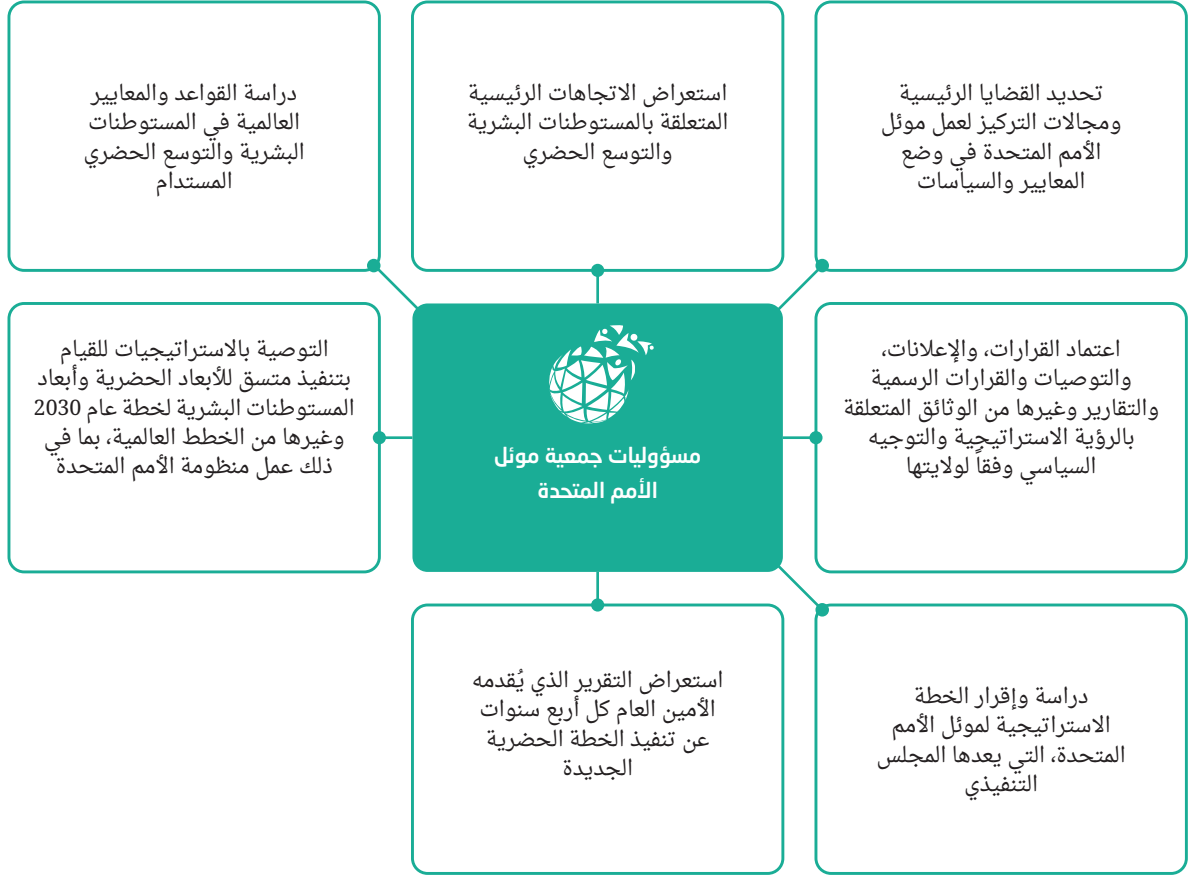 تحديد القضايا الرئيسية
ومجالات التركيز لعمل موئل
الأمم المتحدة في وضع
المعايير والسياسات
استعراض الاتجاهات الرئيسية
المتعلقة بالمستوطنات البشرية
والتوسع الحضري
دراسة القواعد والمعايير
العالمية في المستوطنات
البشرية والتوسع الحضري
المستدام
اعتماد القرارات، والإعلانات،
والتوصيات والقرارات الرسمية
والتقارير وغيرها من الوثائق المتعلقة
بالرؤية الاستراتيجية والتوجيه
السياسي وفقاً لولايتها
مسؤوليات جمعية موئل
الأمم المتحدة
التوصية بالاستراتيجيات للقيام
بتنفيذ متسق للأبعاد الحضرية وأبعاد
المستوطنات البشرية لخطة عام 2030
وغيرها من الخطط العالمية، بما في
ذلك عمل منظومة الأمم المتحدة
دراسة وإقرار الخطة
الاستراتيجية لموئل الأمم
المتحدة، التي يعدها المجلس
التنفيذي
استعراض التقرير الذي يُقدمه
الأمين العام كل أربع سنوات
عن تنفيذ الخطة الحضرية
الجديدة